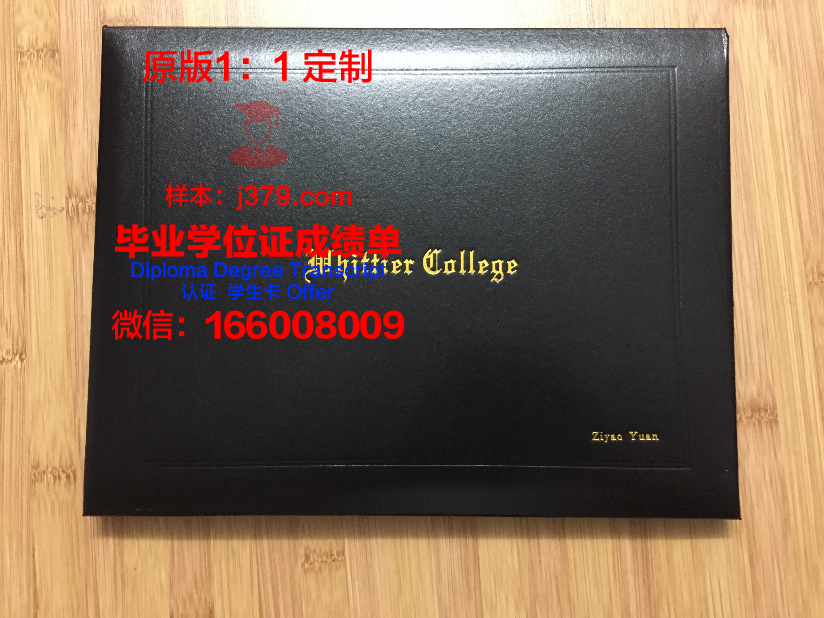 原版1：1 定制
样本：j379.com
毕业学位证成绩单
Diploma Degree Transcript
Whittier College
认证 学生卡 Offer
微信：166008009
Ziyao Yuan